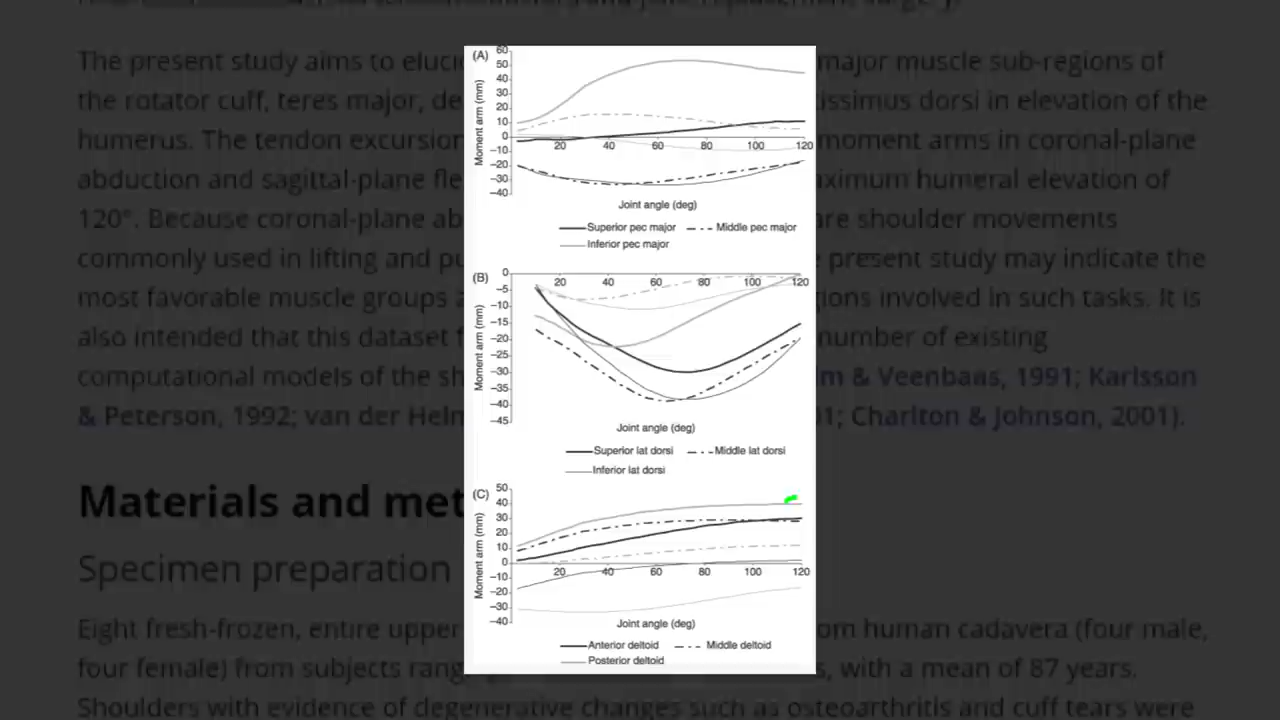 The present study aims to eluci
major muscle sub-regions of
the rotator cuff, teres major, de
tissimus dorsi in elevation of the
humerus. The tendon excursion
moment arms in coronal-plane
abduction and sagittal-plane fle
aximum humeral elevation of
120°. Because coronal-plane ab
are shoulder movements
commonly used in lifting and pu
present study may indicate the
most favorable muscle groups a
gions involved in such tasks. It is
also intended that this dataset f
number of existing
computational models of the sh
lm & Veenbaas, 1991; Karlsson
& Peterson, 1992; van der Helm
01; Charlton & Johnson, 2001).
Materials and met
Specimen preparation
Eight fresh-frozen, entire upper
om human cadavera (four male,
four female) from subjects rang
s, with a mean of 87 years.
Shoulders with evidence of degenerative changes such as osteoarthritis and cuff tears were
(A)
Moment arm (mm)
60
50
40
30
20
10
0
−10
−20
−30
−40
20 40 60 80 100 120
Joint angle (deg)
Superior pec major Middle pec major
Inferior pec major
(B)
Moment arm (mm)
0
−5
−10
−15
−20
−25
−30
−35
−40
−45
20 40 60 80 100 120
Joint angle (deg)
Superior lat dorsi Middle lat dorsi
Inferior lat dorsi
(C)
Moment arm (mm)
50
40
30
20
10
0
−10
−20
−30
−40
20 40 60 80 100 120
Joint angle (deg)
Anterior deltoid Middle deltoid
Posterior deltoid